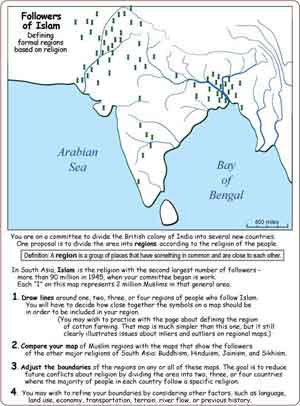 Followers
of Islam
Defining
formal regions
based on religion
Arabian
Sea
Bay
of
Bengal
600 miles
You are on a committee to divide the British colony of India into several new countries.
One proposal is to divide the area into regions according to the religion of the people.
Definition: A region is a group of places that have something in common and are close to each other.
In South Asia, Islam is the religion with the second largest number of followers -
more than 90 million in 1945, when your committee began its work.
Each "I" on this map represents 2 million Muslims in that general area.
1. Draw lines around one, two, three, or four regions of people who follow Islam.
You will have to decide how close together the symbols on a map should be
in order to be included in your region.
(You may wish to practice with the page about defining the region
of cotton farming. That map is much simpler than this one, but it still
clearly illustrates issues about inliers and outliers on regional maps.)
2. Compare your map of Muslim regions with the maps that show the followers
of the other major religions of South Asia: Buddhism, Hinduism, Jainism, and Sikhism.
3. Adjust the boundaries of the regions on any or all of these maps. The goal is to reduce
future conflicts about religion by dividing the area into two, three, or four countries
where the majority of people in each country follow a specific religion.
4. You may wish to refine your boundaries by considering other factors, such as language,
land use, economy, transportation, terrain, river flow, or previous history.